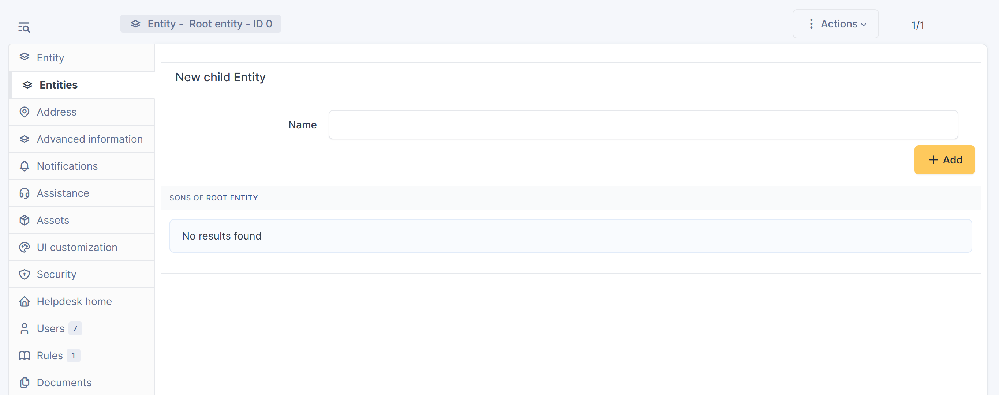 Entity - Root entity - ID 0
Actions
1/1
Entity
Entities
Address
Advanced information
Notifications
Assistance
Assets
UI customization
Security
Helpdesk home
Users 7
Rules 1
Documents
New child Entity
Name
+ Add
SONS OF ROOT ENTITY
No results found